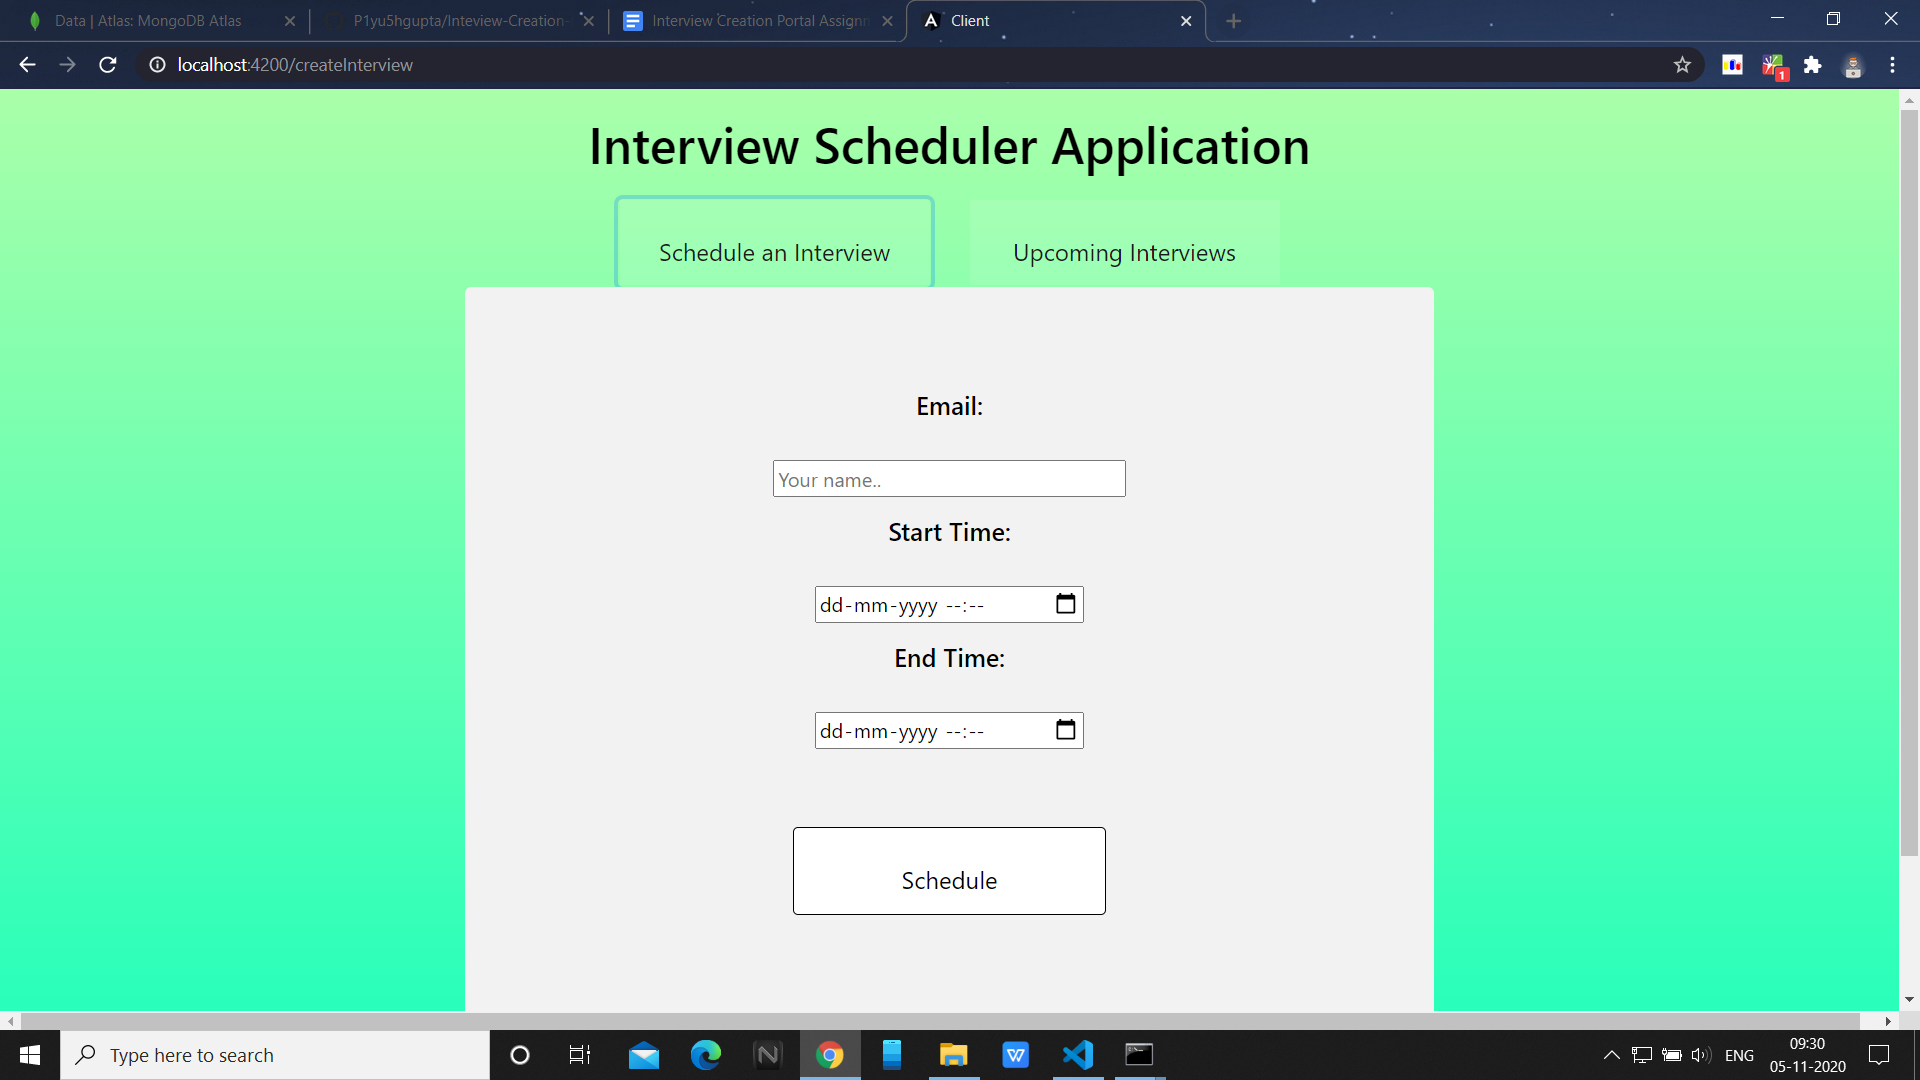 Data | Atlas: MongoDB Atlas
P1yu5hgupta/Inteview-Creation-
Interview Creation Portal Assignm
Client
localhost:4200/createInterview
1
Interview Scheduler Application
Schedule an Interview
Upcoming Interviews
Email:
Your name..
Start Time:
dd-mm-yyyy --:--
End Time:
dd-mm-yyyy --:--
Schedule
Type here to search
ENG
09:30
05-11-2020